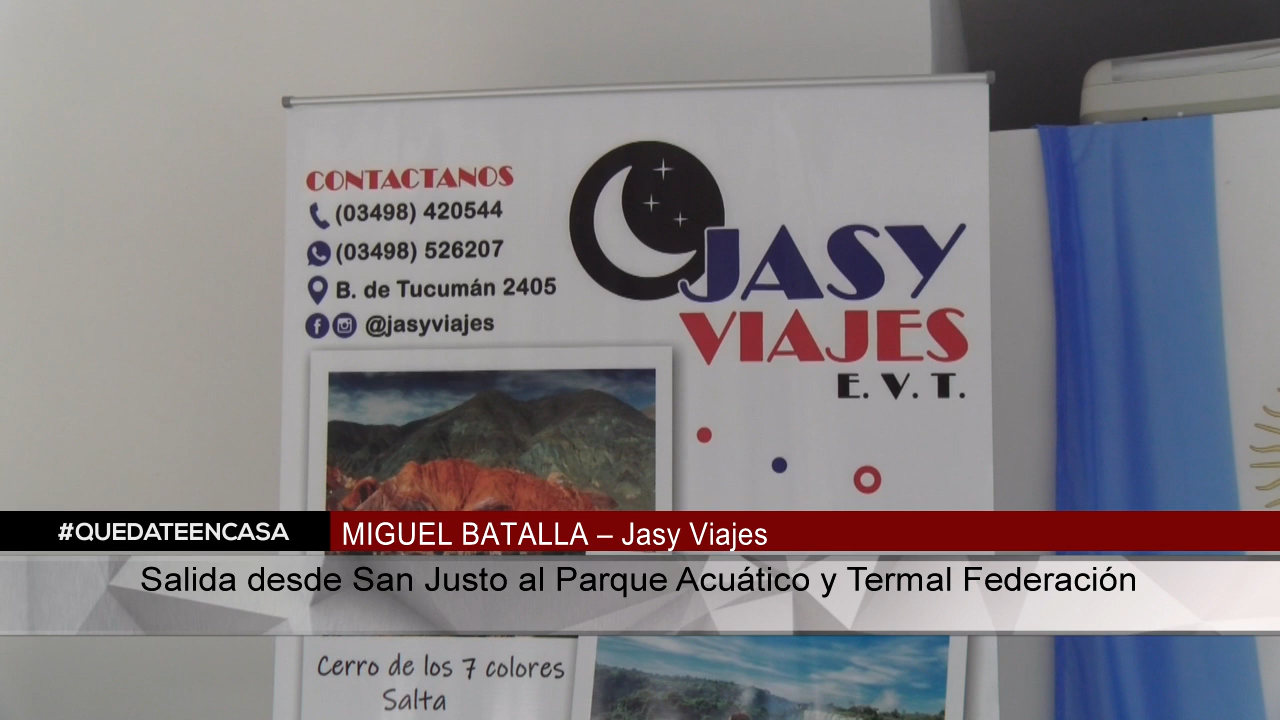 CONTACTANOS
(03498) 420544
(03498) 526207
B. de Tucumán 2405
@jasyviajes
JASY
VIAJES
E. V. T.
#QUEDATEENCASA
MIGUEL BATALLA – Jasy Viajes
Salida desde San Justo al Parque Acuático y Termal Federación
Cerro de los 7 colores
Salta